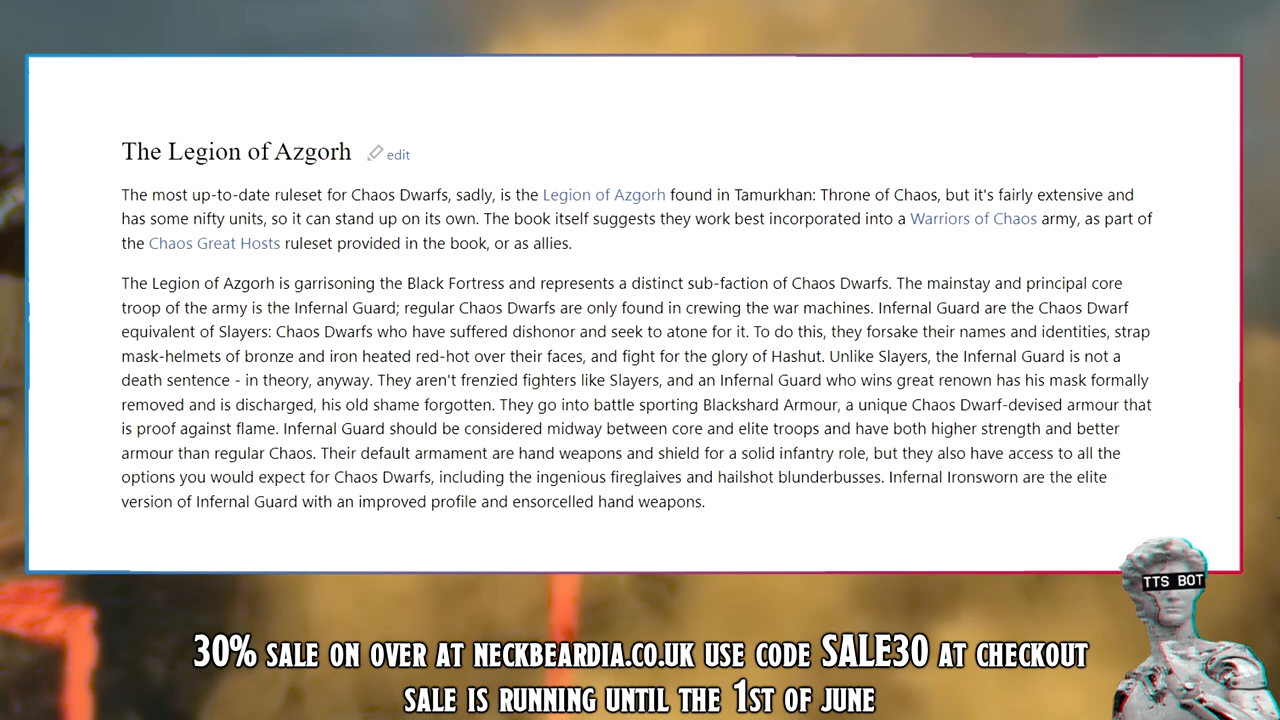 The Legion of Azgorh edit
The most up-to-date ruleset for Chaos Dwarfs, sadly, is the Legion of Azgorh found in Tamurkhan: Throne of Chaos, but it's fairly extensive and
has some nifty units, so it can stand up on its own. The book itself suggests they work best incorporated into a Warriors of Chaos army, as part of
the Chaos Great Hosts ruleset provided in the book, or as allies.
The Legion of Azgorh is garrisoning the Black Fortress and represents a distinct sub-faction of Chaos Dwarfs. The mainstay and principal core
troop of the army is the Infernal Guard; regular Chaos Dwarfs are only found in crewing the war machines. Infernal Guard are the Chaos Dwarf
equivalent of Slayers: Chaos Dwarfs who have suffered dishonor and seek to atone for it. To do this, they forsake their names and identities, strap
mask-helmets of bronze and iron heated red-hot over their faces, and fight for the glory of Hashut. Unlike Slayers, the Infernal Guard is not a
death sentence - in theory, anyway. They aren't frenzied fighters like Slayers, and an Infernal Guard who wins great renown has his mask formally
removed and is discharged, his old shame forgotten. They go into battle sporting Blackshard Armour, a unique Chaos Dwarf-devised armour that
is proof against flame. Infernal Guard should be considered midway between core and elite troops and have both higher strength and better
armour than regular Chaos. Their default armament are hand weapons and shield for a solid infantry role, but they also have access to all the
options you would expect for Chaos Dwarfs, including the ingenious fireglaives and hailshot blunderbusses. Infernal Ironsworn are the elite
version of Infernal Guard with an improved profile and ensorcelled hand weapons.
TTS BOT
30% SALE ON OVER AT NECKBEARDIA.CO.UK USE CODE SALE30 AT CHECKOUT
SALE IS RUNNING UNTIL THE 1ST OF JUNE